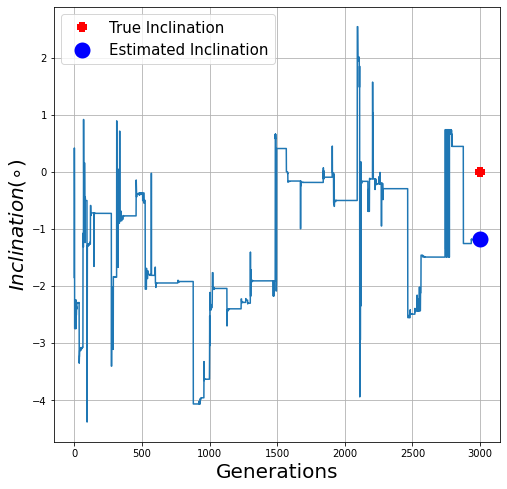 True Inclination
Estimated Inclination
2
1
0
−1
−2
−3
−4
Inclination(∘)
0 500 1000 1500 2000 2500 3000
Generations